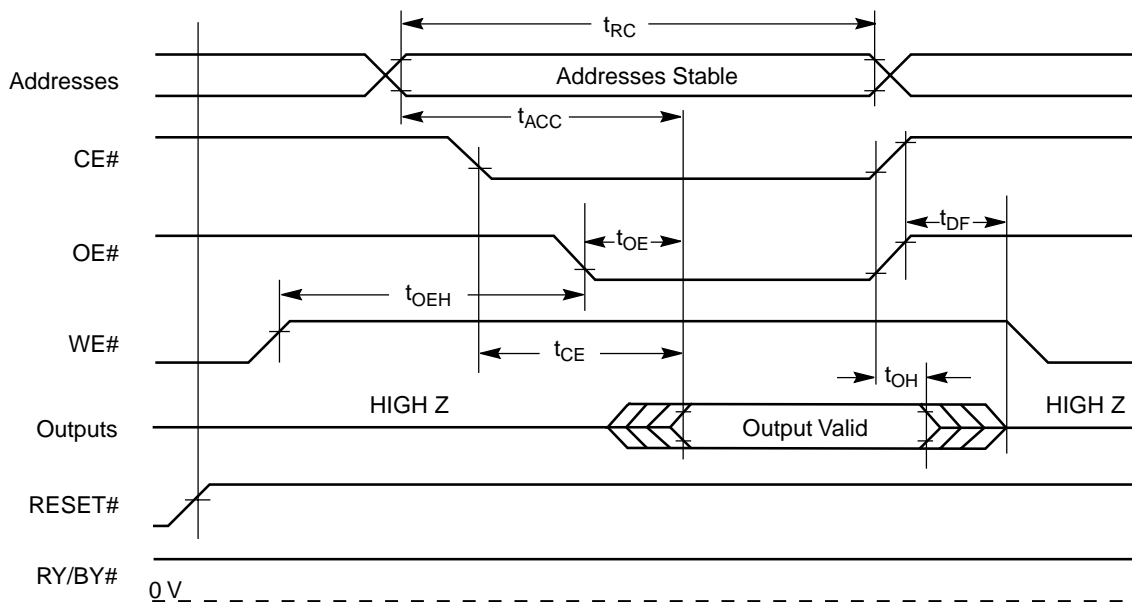 tRC
Addresses
Addresses Stable
tACC
CE#
tDF
tOE
OE#
tOEH
WE#
tCE
tOH
HIGH Z
HIGH Z
Outputs
Output Valid
RESET#
RY/BY#
0 V